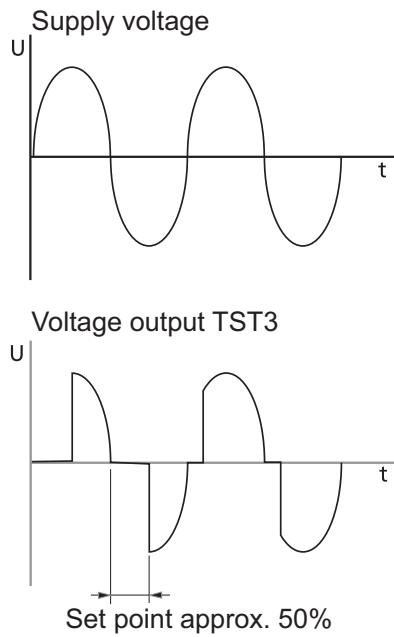 Supply voltage
U
t
Voltage output TST3
U
t
Set point approx. 50%